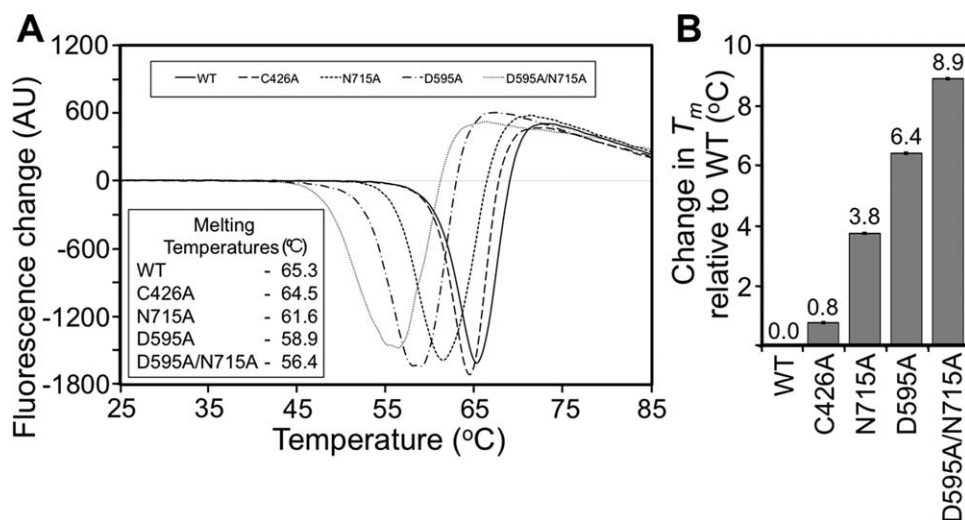 A
Fluorescence change (AU)
1200
600
0
-600
-1200
-1800
WT
C426A
N715A
D595A
D595A/N715A
Melting
Temperatures (ºC)
WT - 65.3
C426A - 64.5
N715A - 61.6
D595A - 58.9
D595A/N715A - 56.4
25
35
45
55
65
75
85
Temperature (ºC)
B
Change in Tm
relative to WT (ºC)
10
8
6
4
2
0.0
0.8
3.8
6.4
8.9
WT
C426A
N715A
D595A
D595A/N715A